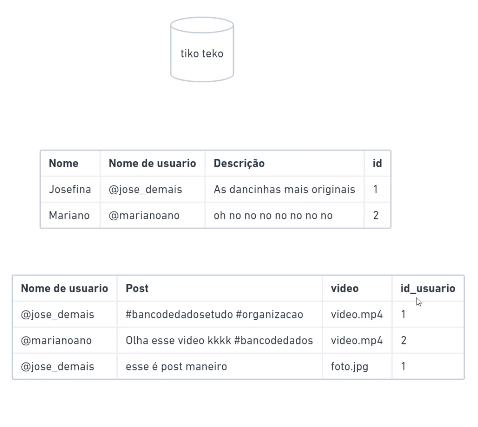 tiko teko
Nome Nome de usuario Descrição id
Josefina @jose_demais As dancinhas mais originais 1
Mariano @marianoano oh no no no no no no no 2
Nome de usuario Post video id_usuario
@jose_demais #bancodedadosetudo #organizacao video.mp4 1
@marianoano Olha esse video kkkk #bancodedados video.mp4 2
@jose_demais esse é post maneiro foto.jpg 1